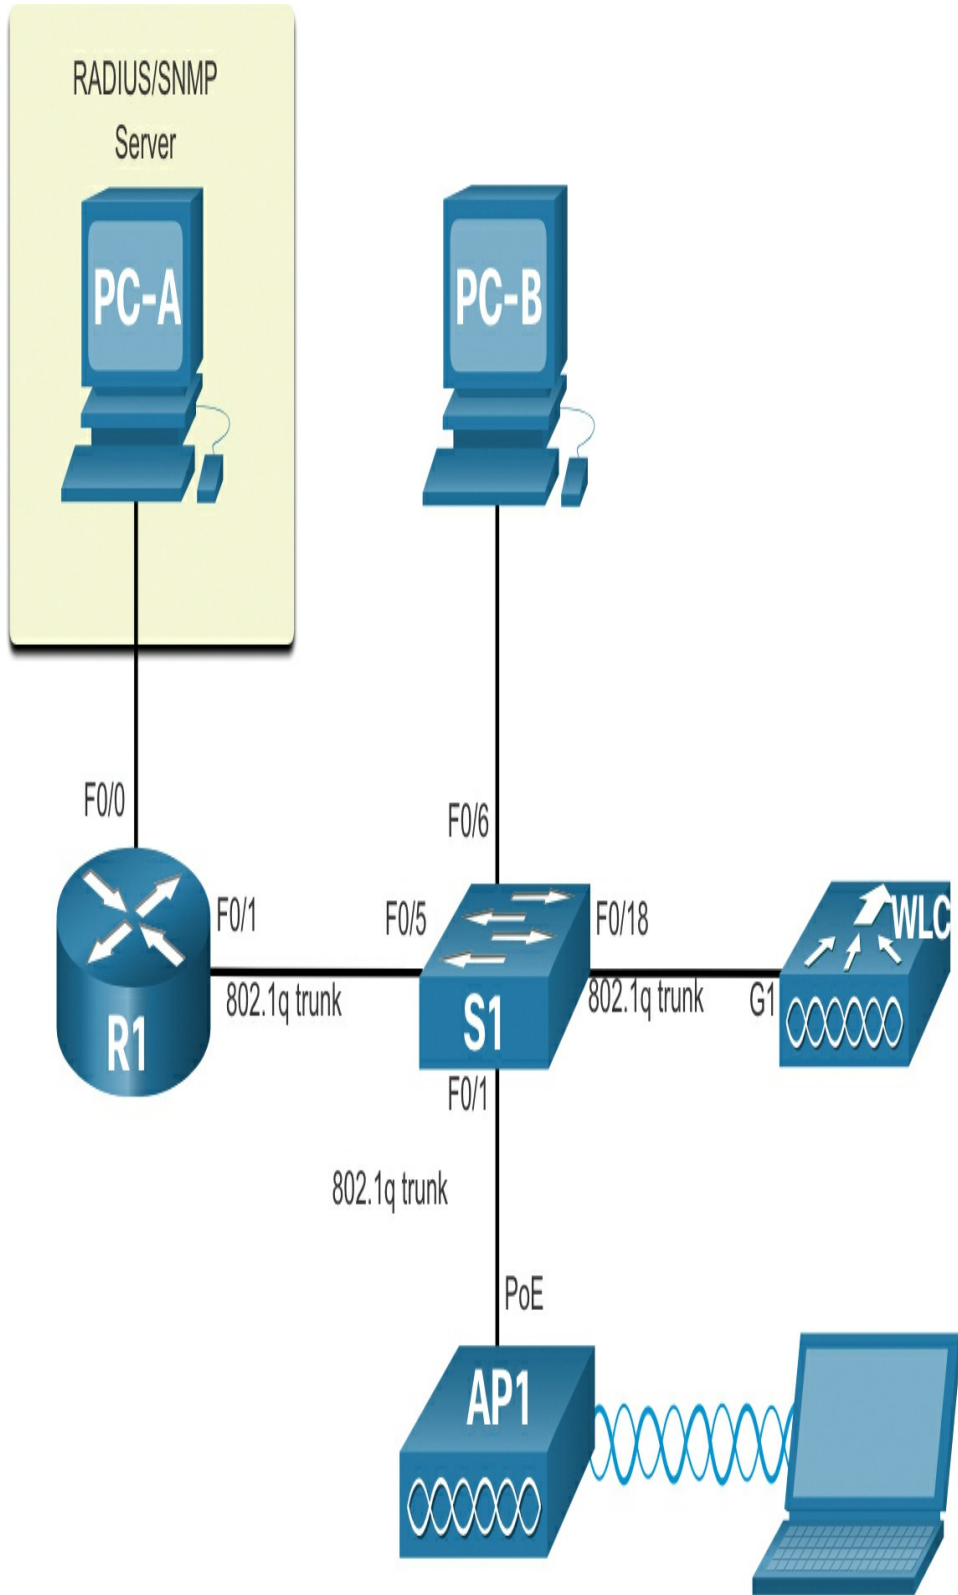 RADIUS/SNMP
Server
PC-A
PC-B
F0/0
F0/6
F0/1
F0/5
F0/18
WLC
802.1q trunk
802.1q trunk
G1
R1
S1
F0/1
802.1q trunk
PoE
AP1